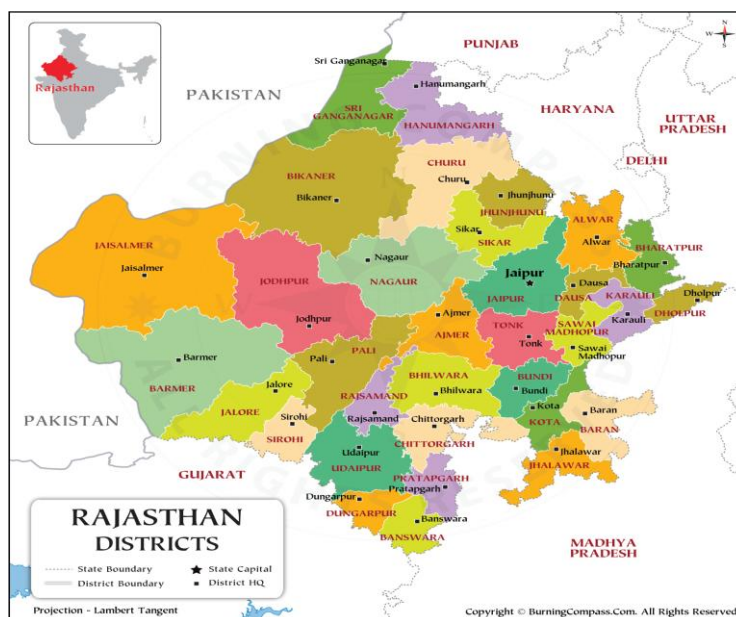 PUNJAB
Sri Ganganagar
Hanumangarh
Rajasthan
PAKISTAN
SRI
GANGANAGAR
HANUMANGARH
HARYANA
UTTAR
PRADESH
DELHI
CHURU
Churu
BIKANER
Bikaner
Jhunjhunu
JHUNJHUNU
Sikar
SIKAR
ALWAR
Alwar
BHARATPUR
Bharatpur
JAISALMER
Jaisalmer
JODHPUR
Jodhpur
Nagaur
NAGAUR
Jaipur
JAIPUR
Dausa
DAUSA
KARAULI
Karauli
Dholpur
DHOLPUR
Ajmer
AJMER
TONK
Tonk
SAWAI
MADHOPUR
Sawai
Madhopur
Barmer
BARMER
PALI
Pali
Jalore
JALORE
BHILWARA
Bhilwara
BUNDI
Bundi
RAJSAMAND
Rajsamand
Sirohi
SIROHI
Chittorgarh
CHITTORGARH
Kota
KOTA
Baran
BARAN
PAKISTAN
Udaipur
UDAIPUR
Jhalawar
JHALAWAR
GUJARAT
PRATAPGARH
Pratapgarh
Dungarpur
DUNGARPUR
Banswara
BANSWARA
MADHYA
PRADESH
RAJASTHAN
DISTRICTS
State Boundary
State Capital
District Boundary
District HQ
Projection - Lambert Tangent
Copyright © BurningCompass.Com. All Rights Reserved.
N
W
E
S